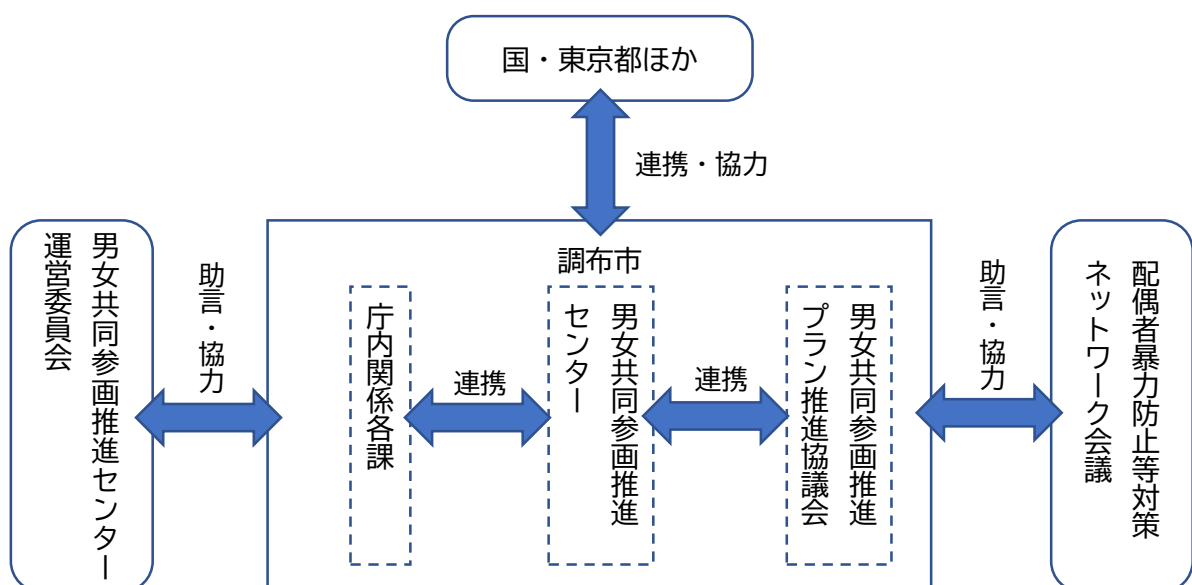 国・東京都ほか
連携・協力
調布市
男女共同参画推進センター
運営委員会
助言・協力
庁内関係各課
連携
男女共同参画推進
センター
連携
男女共同参画推進
プラン推進協議会
助言・協力
配偶者暴力防止等対策
ネットワーク会議